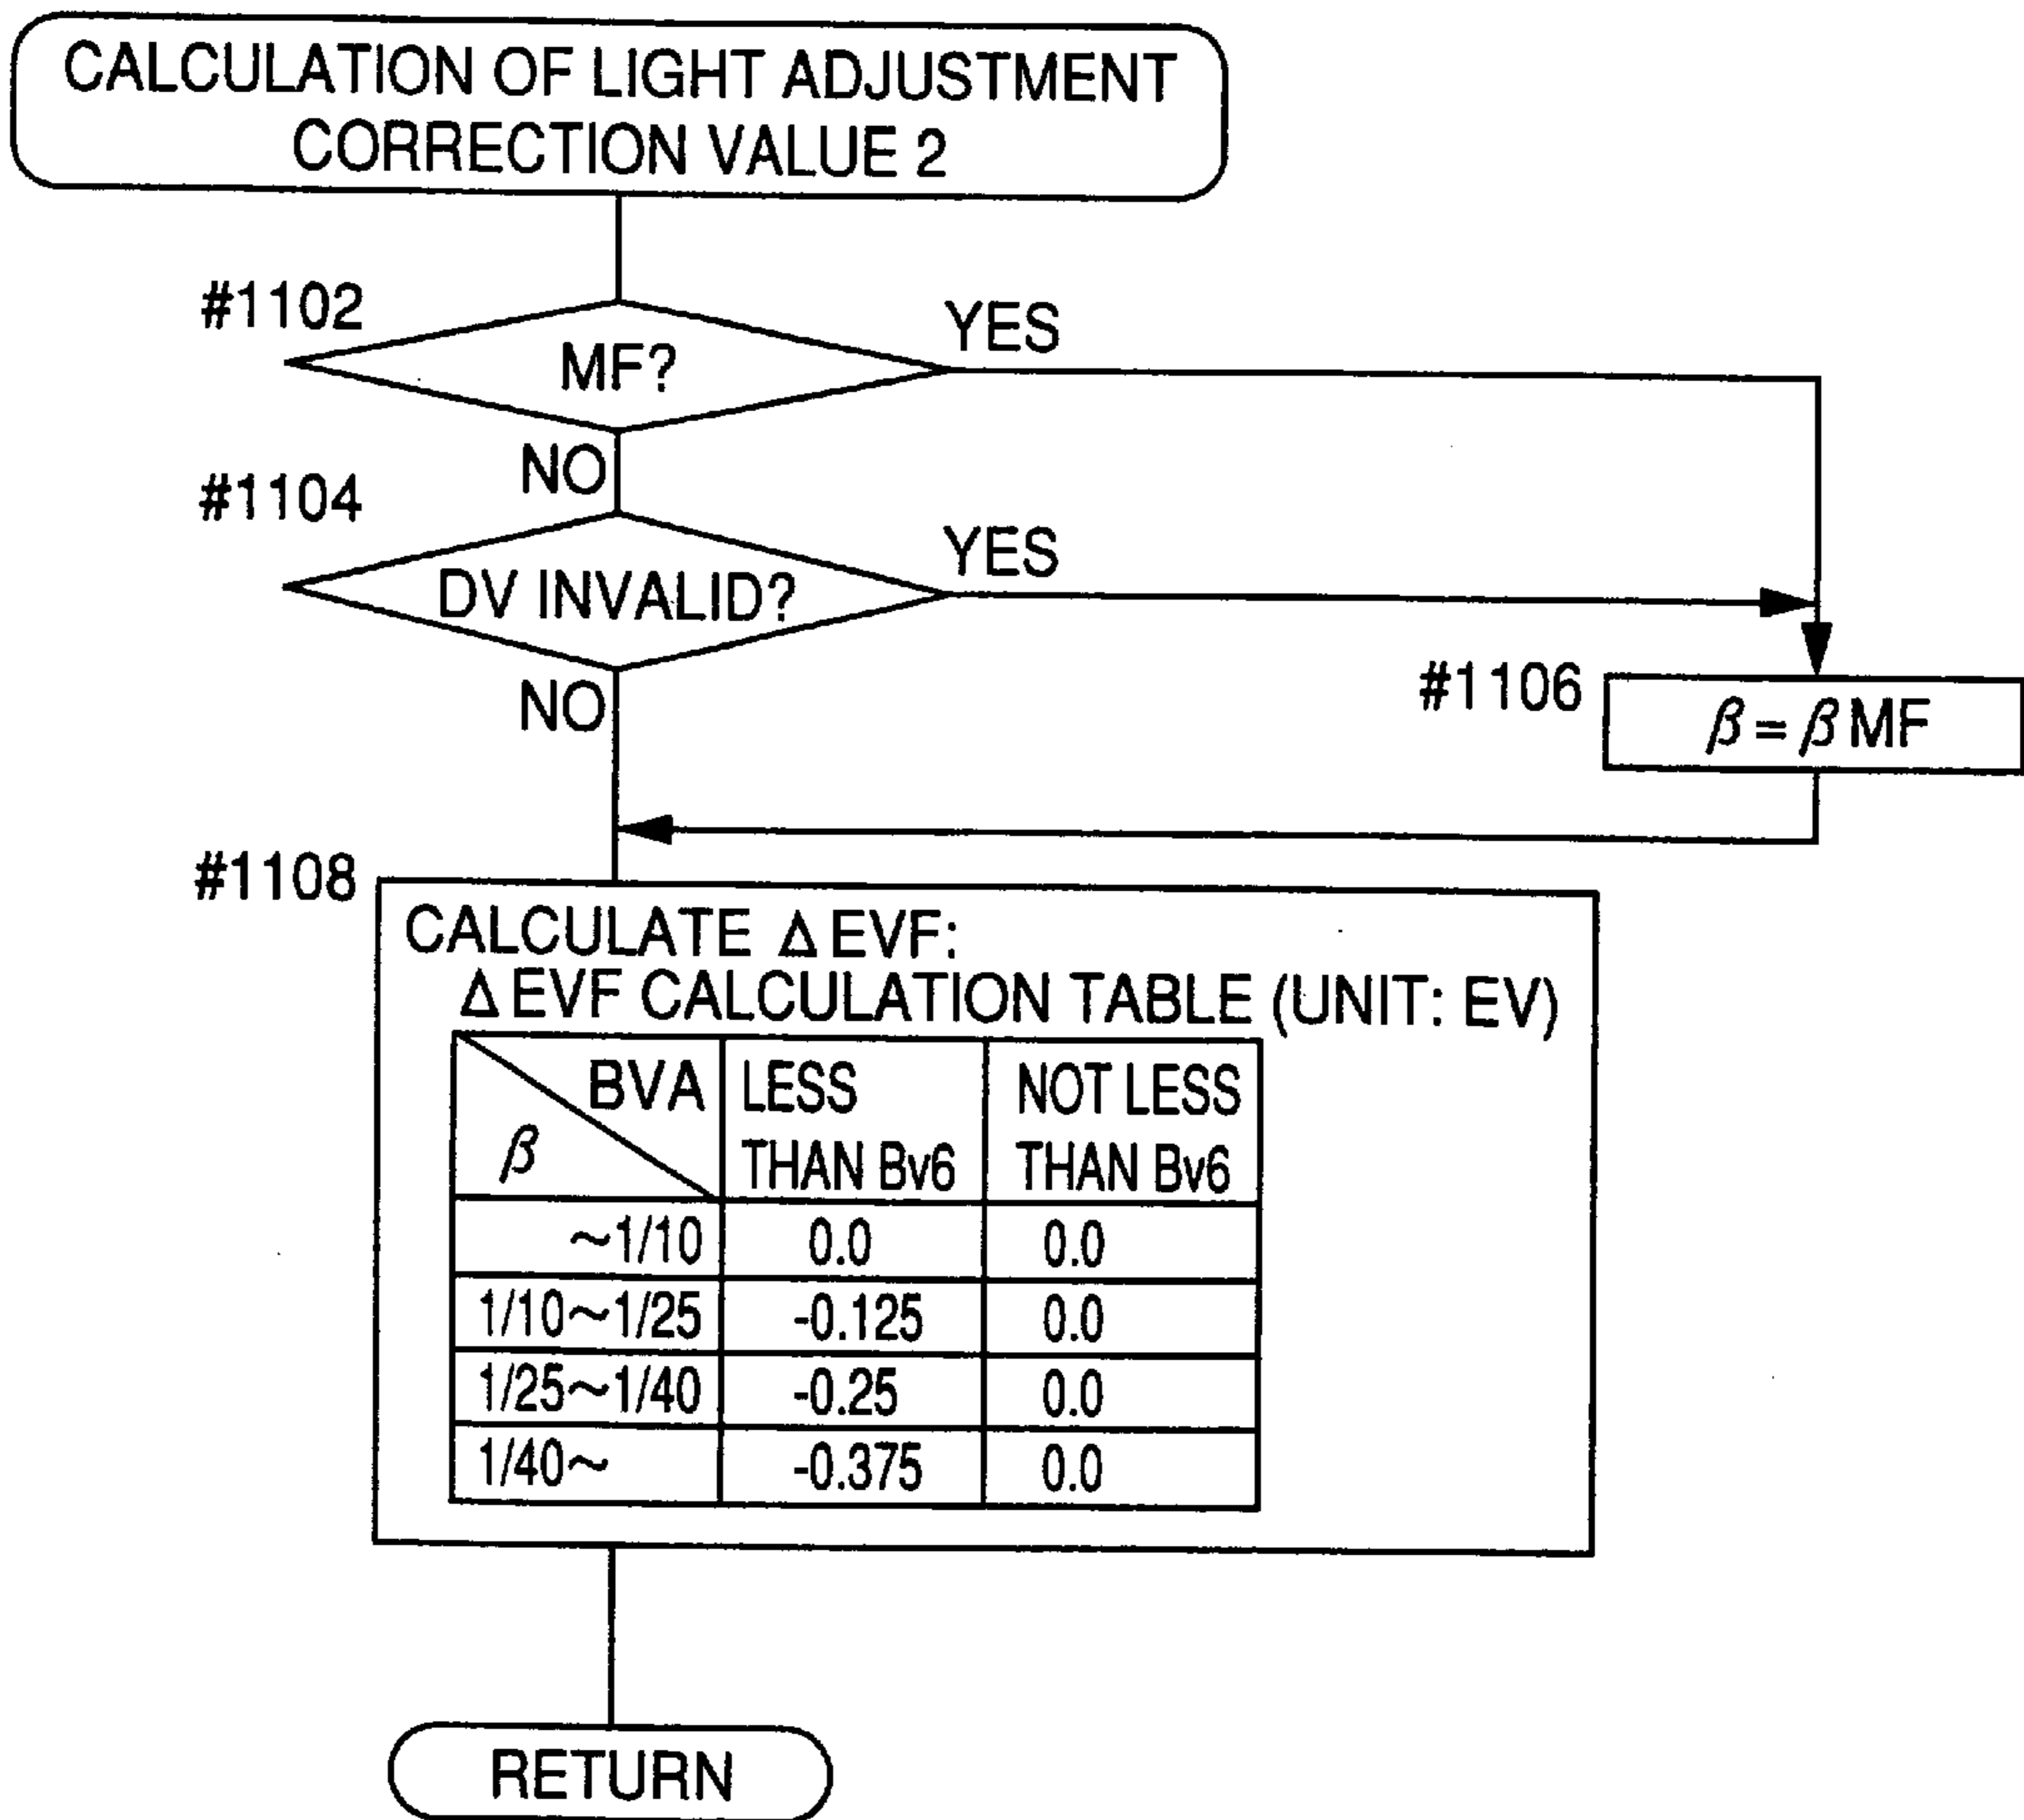 CALCULATION OF LIGHT ADJUSTMENT
CORRECTION VALUE 2
#1102
MF?
YES
NO
#1104
DV INVALID?
YES
NO
#1106
β = β MF
#1108
CALCULATE Δ EVF:
Δ EVF CALCULATION TABLE (UNIT: EV)
BVA
β
LESS
THAN Bv6
NOT LESS
THAN Bv6
~1/10 0.0 0.0
1/10~1/25 -0.125 0.0
1/25~1/40 -0.25 0.0
1/40~ -0.375 0.0
RETURN